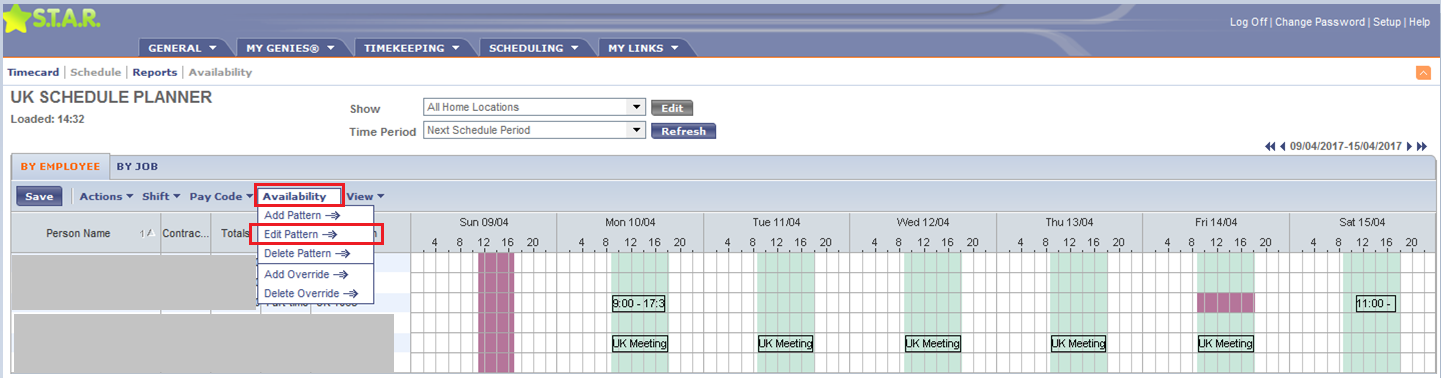 S.T.A.R.
Log Off | Change Password | Setup | Help
GENERAL MY GENIES® TIMEKEEPING SCHEDULING MY LINKS
Timecard | Schedule | Reports | Availability
UK SCHEDULE PLANNER
Loaded: 14:32
Show All Home Locations Edit
Time Period Next Schedule Period Refresh
09/04/2017-15/04/2017
BY EMPLOYEE BY JOB
Save Actions Shift Pay Code Availability View
Add Pattern
Edit Pattern
Delete Pattern
Add Override
Delete Override
Person Name 1 Contrac... Totals
Sun 09/04 Mon 10/04 Tue 11/04 Wed 12/04 Thu 13/04 Fri 14/04 Sat 15/04
4 8 12 16 20 4 8 12 16 20 4 8 12 16 20 4 8 12 16 20 4 8 12 16 20 4 8 12 16 20 4 8 12 16 20
9:00 - 17:3 11:00 -
UK Meeting UK Meeting UK Meeting UK Meeting UK Meeting